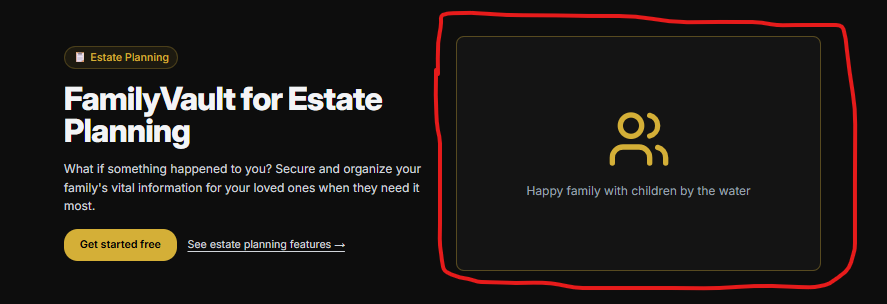 Estate Planning
FamilyVault for Estate
Planning
What if something happened to you? Secure and organize your
family's vital information for your loved ones when they need it
most.
Get started free
See estate planning features →
Happy family with children by the water